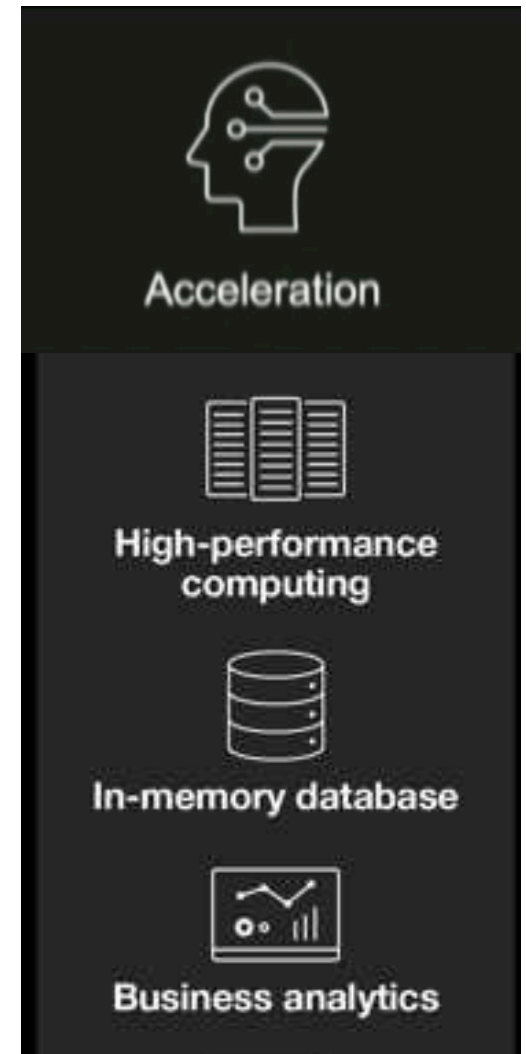 Acceleration
High-performance
computing
In-memory database
Business analytics